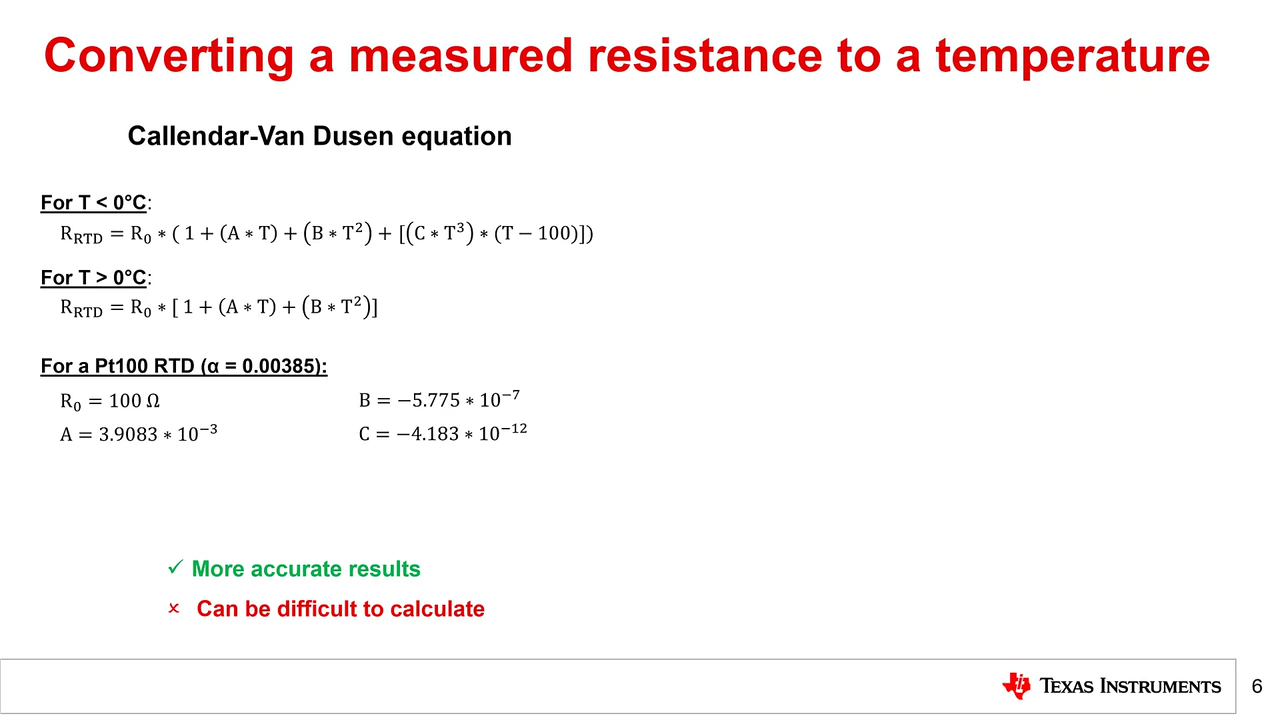 Converting a measured resistance to a temperature
Callendar-Van Dusen equation
For T < 0°C:
R_RTD = R_0 ∗ ( 1 + (A ∗ T) + (B ∗ T^2) + [(C ∗ T^3) ∗ (T − 100)])
For T > 0°C:
R_RTD = R_0 ∗ [ 1 + (A ∗ T) + (B ∗ T^2)]
For a Pt100 RTD (α = 0.00385):
R_0 = 100 Ω
B = −5.775 ∗ 10^−7
A = 3.9083 ∗ 10^−3
C = −4.183 ∗ 10^−12
✓ More accurate results
× Can be difficult to calculate
TEXAS INSTRUMENTS
6